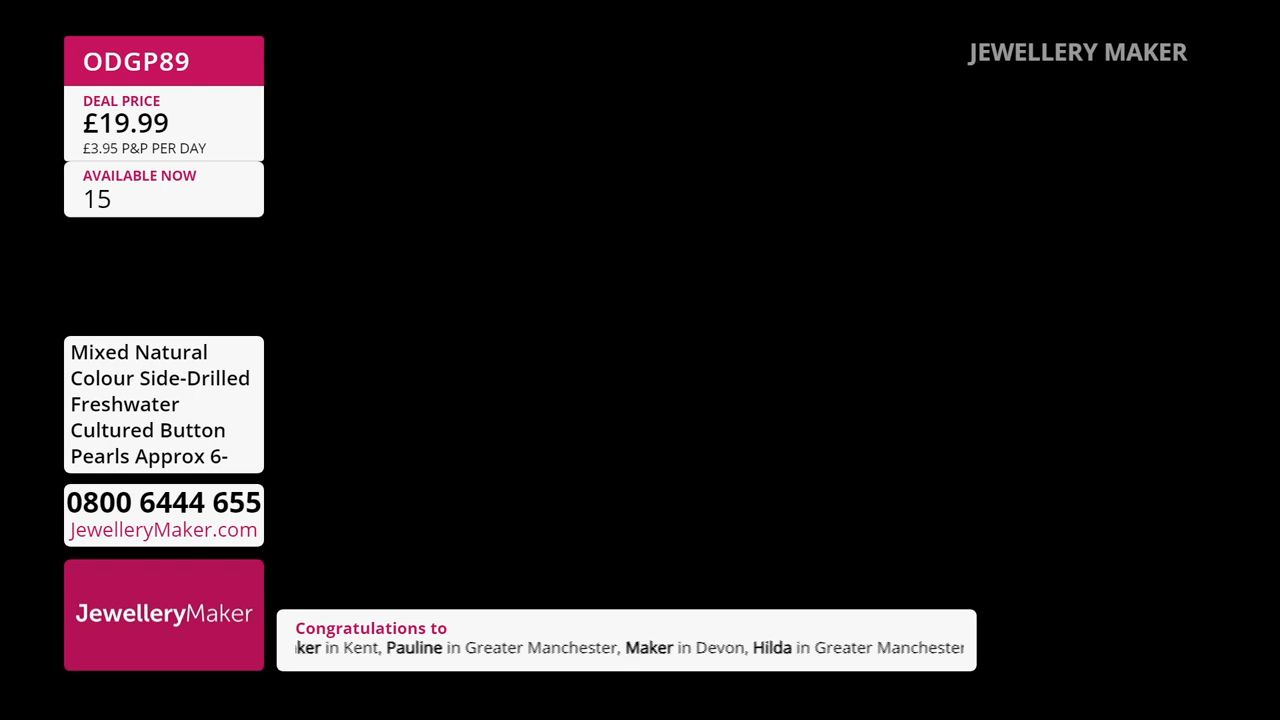 ODGP89
DEAL PRICE
£19.99
£3.95 P&P PER DAY
AVAILABLE NOW
15
JEWELLERY MAKER
Mixed Natural
Colour Side-Drilled
Freshwater
Cultured Button
Pearls Approx 6-
0800 6444 655
JewelleryMaker.com
JewelleryMaker
Congratulations to
ker in Kent, Pauline in Greater Manchester, Maker in Devon, Hilda in Greater Manchester